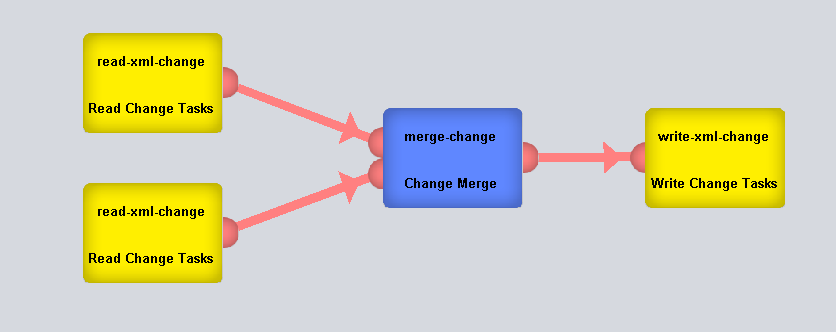 read-xml-change
Read Change Tasks
read-xml-change
Read Change Tasks
merge-change
Change Merge
write-xml-change
Write Change Tasks